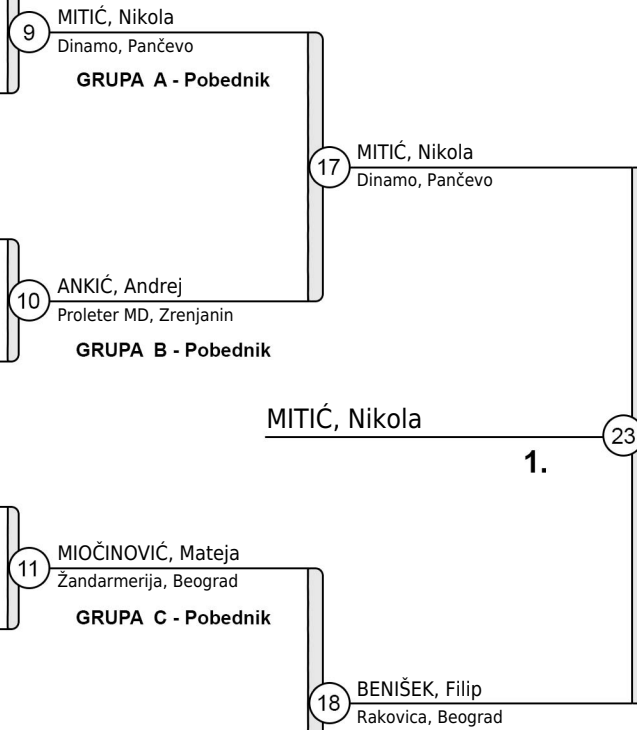 9
MITIĆ, Nikola
Dinamo, Pančevo
GRUPA A - Pobednik
17
MITIĆ, Nikola
Dinamo, Pančevo
10
ANKIĆ, Andrej
Proleter MD, Zrenjanin
GRUPA B - Pobednik
MITIĆ, Nikola
23
1.
11
MIOČINOVIĆ, Mateja
Žandarmerija, Beograd
GRUPA C - Pobednik
18
BENIŠEK, Filip
Rakovica, Beograd